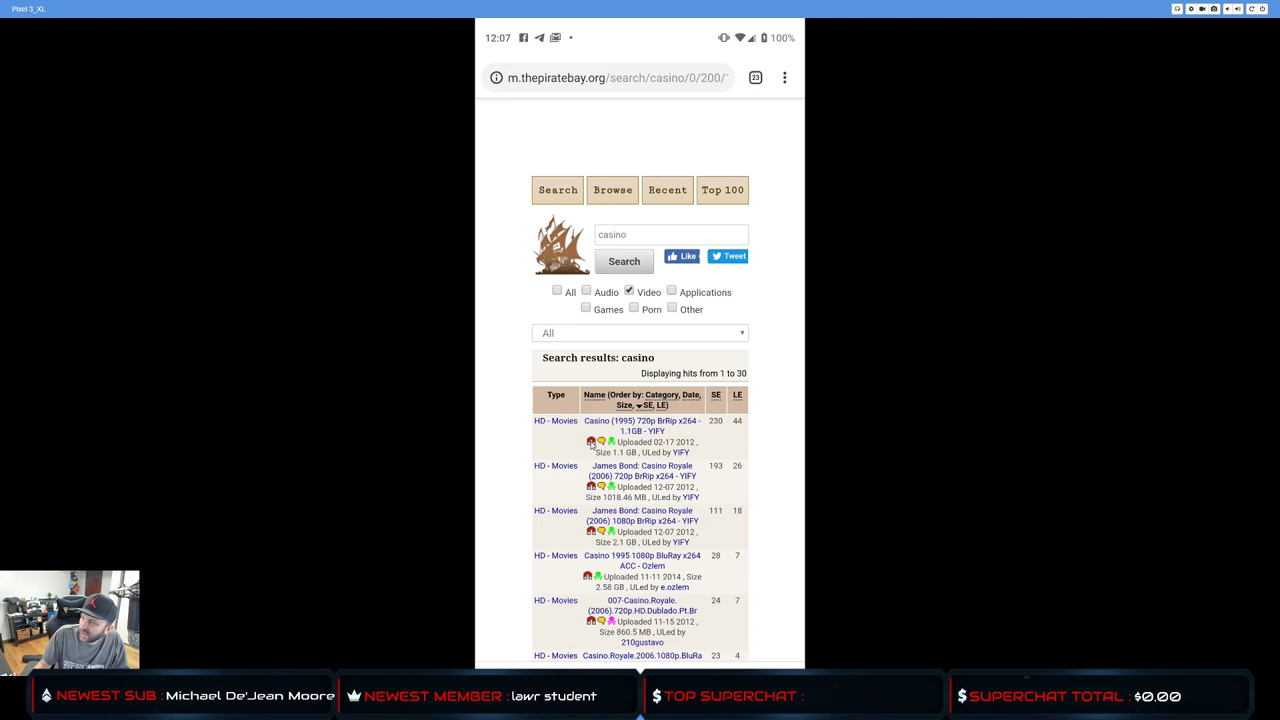 Pixel 3_XL
12:07
100%
m.thepiratebay.org/search/casino/0/200/
23
Search Browse Recent Top 100
casino
Search Like Tweet
All Audio Video Applications
Games Porn Other
All
Search results: casino
Displaying hits from 1 to 30
Type Name (Order by: Category, Date, SE LE
Size, SE, LE)
HD - Movies Casino (1995) 720p BrRip x264 - 230 44
1.1GB - YIFY
Uploaded 02-17 2012 ,
Size 1.1 GB , ULed by YIFY
HD - Movies James Bond: Casino Royale 193 26
(2006) 720p BrRip x264 - YIFY
Uploaded 12-07 2012 ,
Size 1018.46 MB , ULed by YIFY
HD - Movies James Bond: Casino Royale 111 18
(2006) 1080p BrRip x264 - YIFY
Uploaded 12-07 2012 ,
Size 2.1 GB , ULed by YIFY
HD - Movies Casino 1995 1080p BluRay x264 28 7
ACC - Ozlem
Uploaded 11-11 2014 , Size
2.58 GB , ULed by e.ozlem
HD - Movies 007-Casino.Royale. 24 7
(2006).720p.HD.Dublado.Pt.Br
Uploaded 11-15 2012 ,
Size 860.5 MB , ULed by
210gustavo
HD - Movies Casino.Royale.2006.1080p.BluRa 23 4
NEWEST SUB : Michael De'Jean Moore NEWEST MEMBER : lawr student $ TOP SUPERCHAT : $ SUPERCHAT TOTAL : $0.00